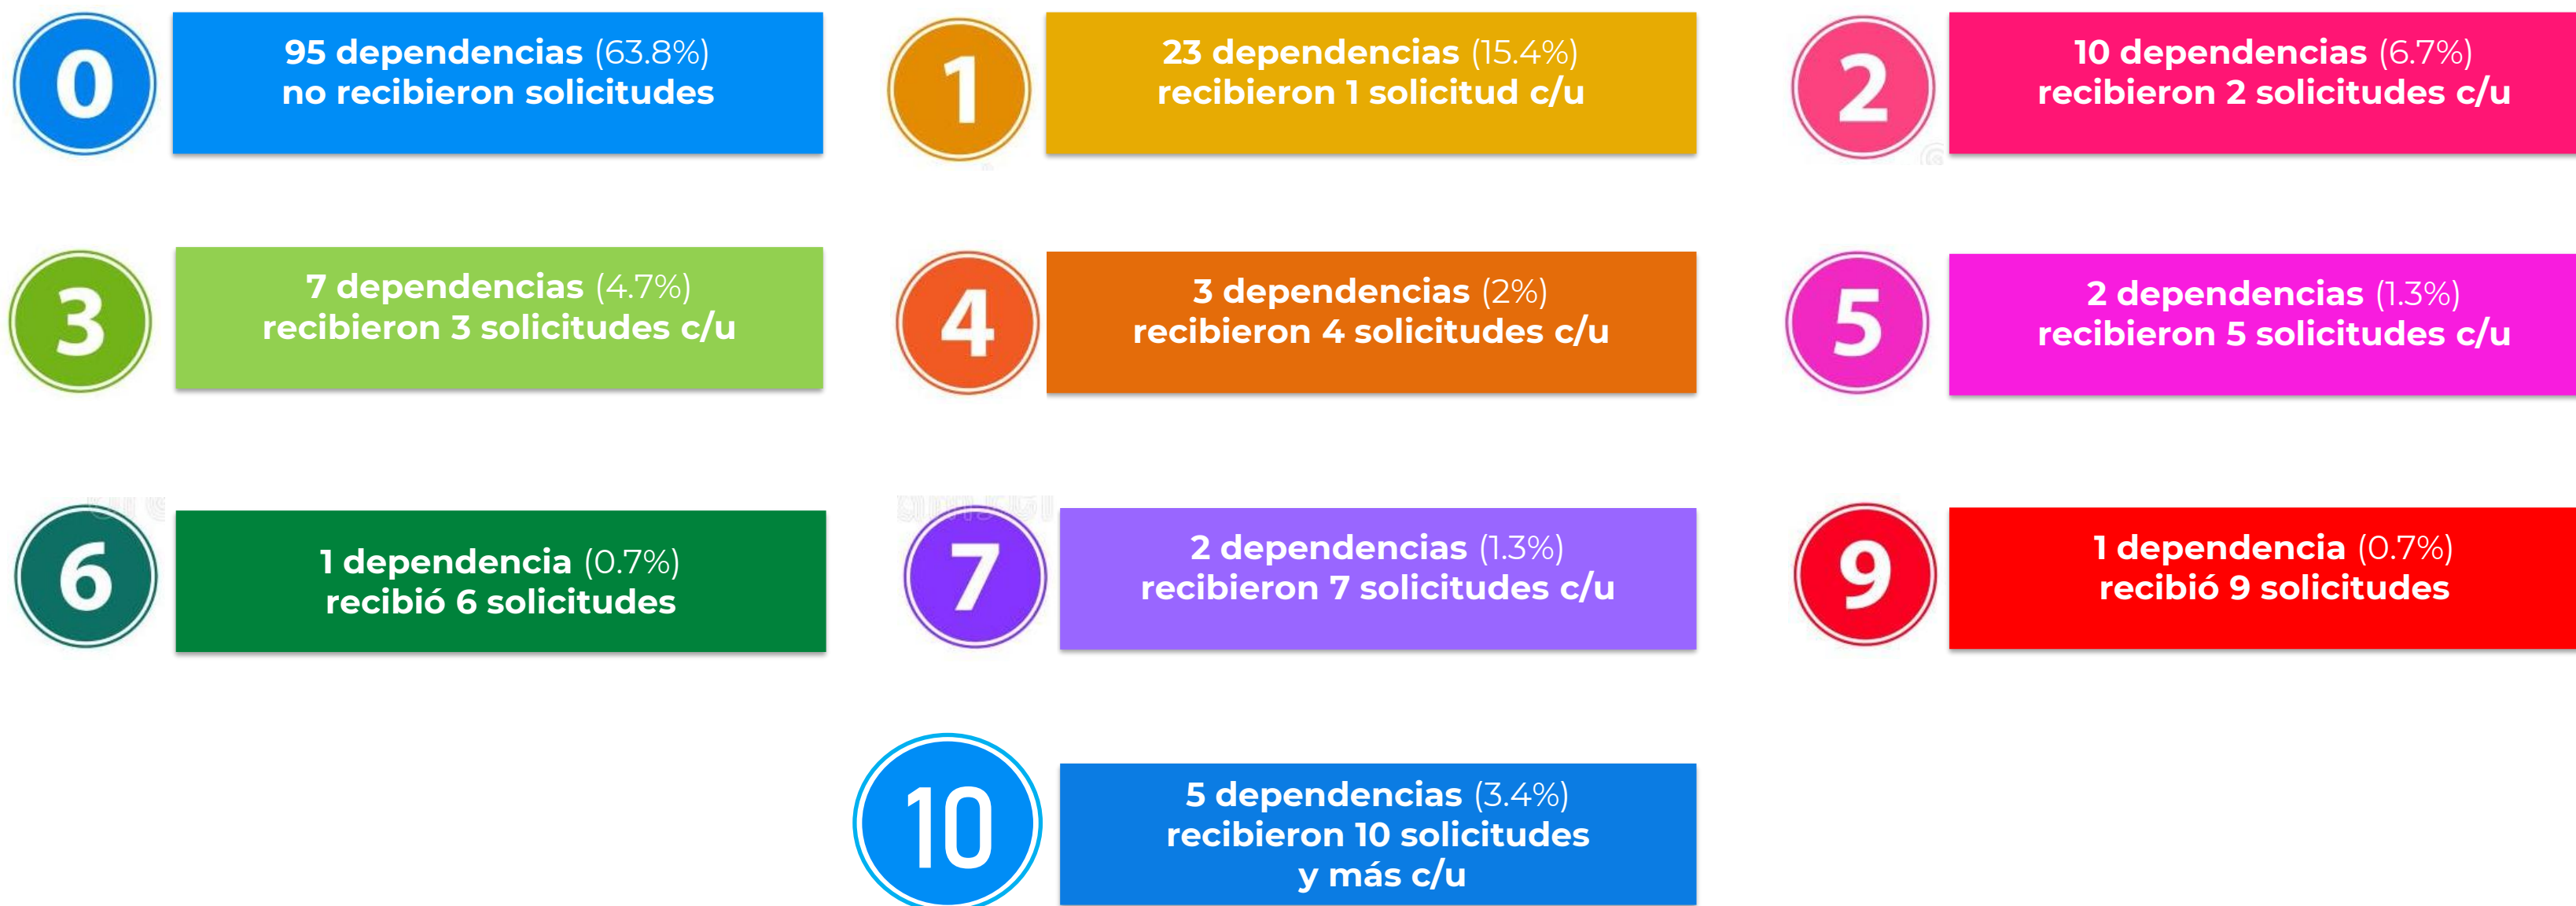 0
95 dependencias (63.8%)
no recibieron solicitudes
1
23 dependencias (15.4%)
recibieron 1 solicitud c/u
2
10 dependencias (6.7%)
recibieron 2 solicitudes c/u
3
7 dependencias (4.7%)
recibieron 3 solicitudes c/u
4
3 dependencias (2%)
recibieron 4 solicitudes c/u
5
2 dependencias (1.3%)
recibieron 5 solicitudes c/u
6
1 dependencia (0.7%)
recibió 6 solicitudes
7
2 dependencias (1.3%)
recibieron 7 solicitudes c/u
9
1 dependencia (0.7%)
recibió 9 solicitudes
10
5 dependencias (3.4%)
recibieron 10 solicitudes
y más c/u